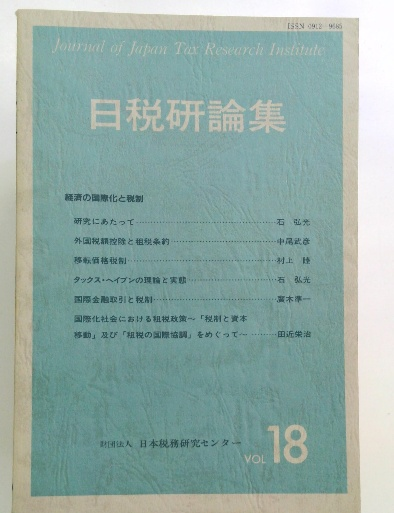 ISSN 0912-9685
Journal of Japan Tax Research Institute
日税研論集
経済の国際化と税制
研究にあたって……………………………石 弘光
外国税額控除と租税条約……………………中尾武彦
移転価格税制………………………………村上 睦
タックス・ヘイブンの理論と実態……………石 弘光
国際金融取引と税制…………………………廣木準一
国際化社会における租税政策～「税制と資本
移動」及び「租税の国際協調」をめぐって～………田近栄治
財団法人 日本税務研究センター
VOL 18